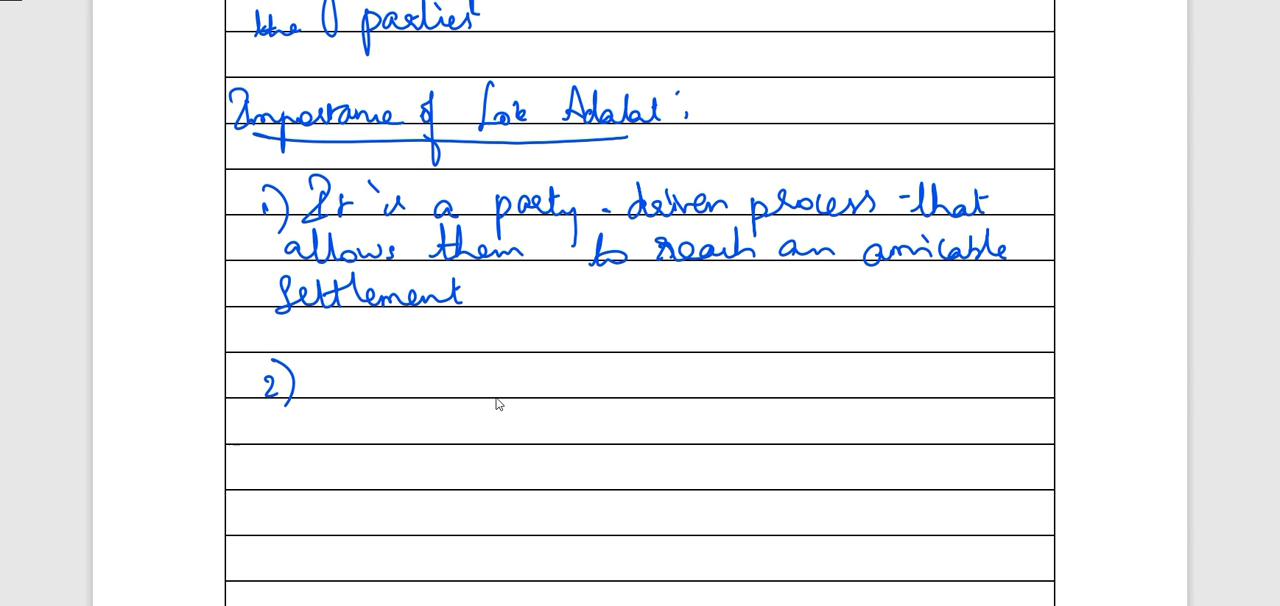 the parties
Importance of Lok Adalat :
1) It is a party - driven process that
allows them to reach an amicable
settlement
2)